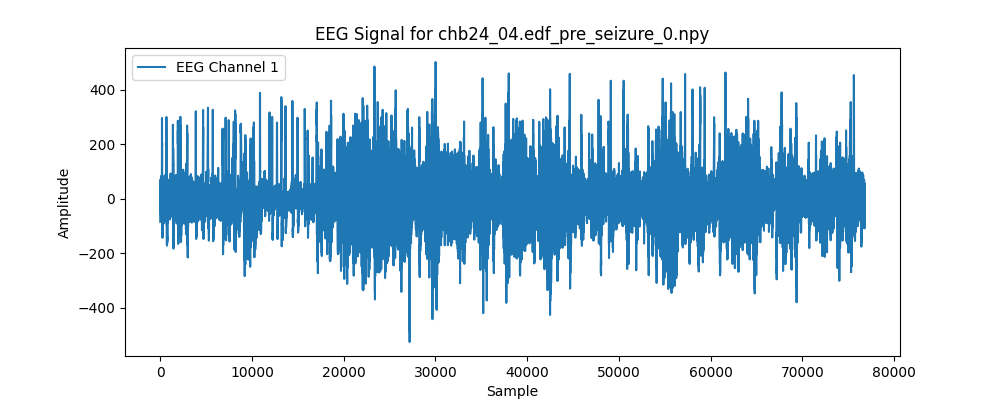 EEG Signal for chb24_04.edf_pre_seizure_0.npy
EEG Channel 1
400
200
0
−200
−400
Amplitude
0 10000 20000 30000 40000 50000 60000 70000 80000
Sample